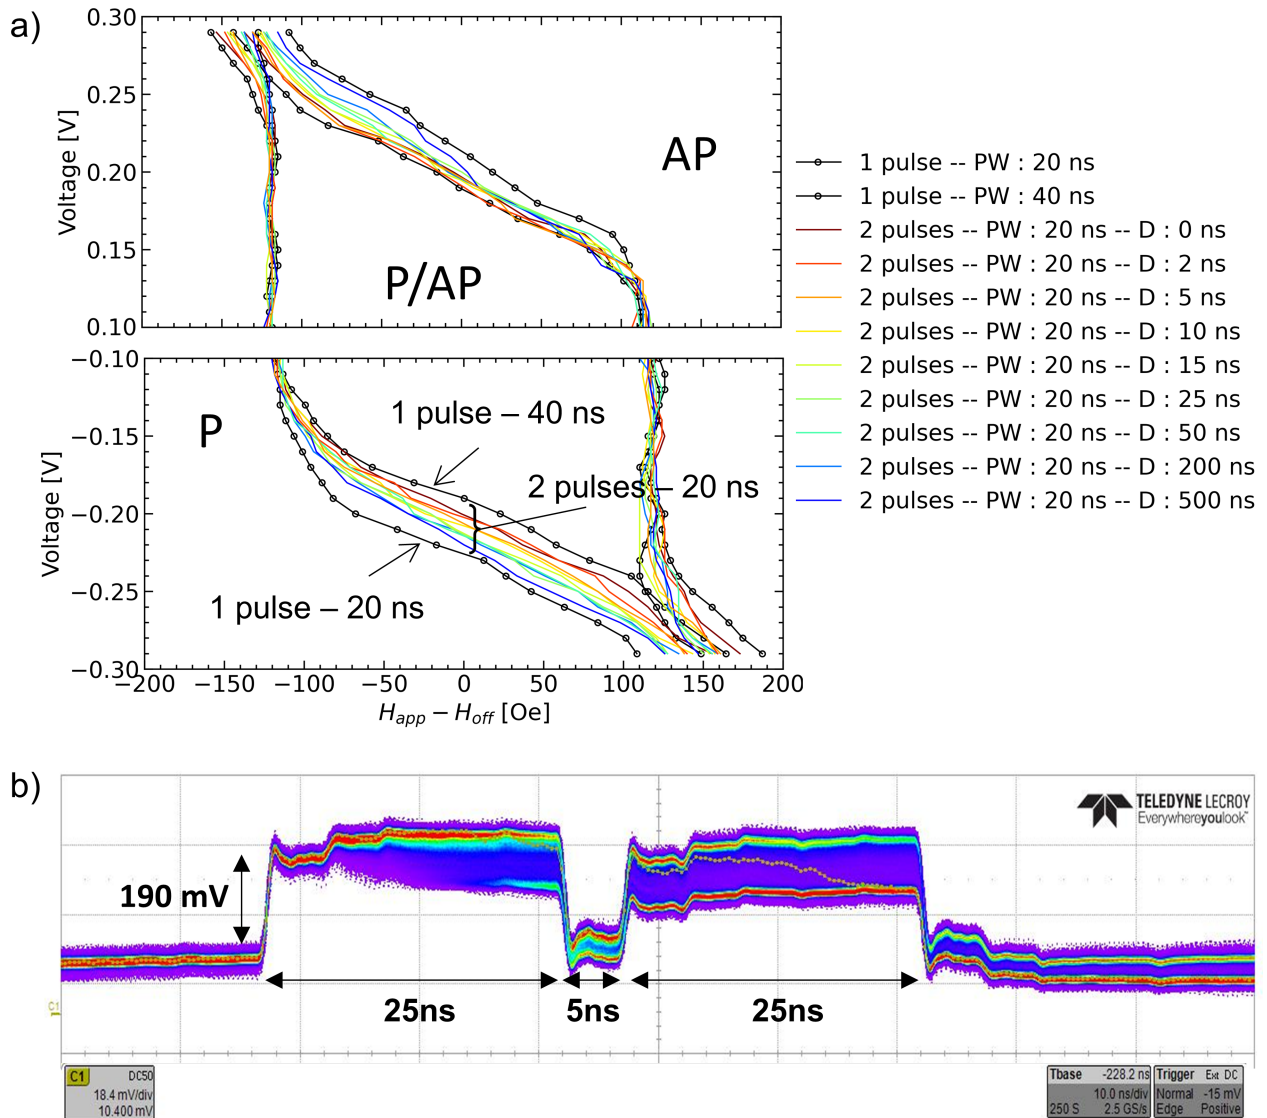 a)
0.30
0.25
0.20
0.15
0.10
Voltage [V]
AP
P/AP
−0.10
−0.15
−0.20
−0.25
−0.30
Voltage [V]
P
1 pulse – 40 ns
2 pulses – 20 ns
1 pulse – 20 ns
−200 −150 −100 −50 0 50 100 150 200
Happ − Hoff [Oe]
1 pulse -- PW : 20 ns
1 pulse -- PW : 40 ns
2 pulses -- PW : 20 ns -- D : 0 ns
2 pulses -- PW : 20 ns -- D : 2 ns
2 pulses -- PW : 20 ns -- D : 5 ns
2 pulses -- PW : 20 ns -- D : 10 ns
2 pulses -- PW : 20 ns -- D : 15 ns
2 pulses -- PW : 20 ns -- D : 25 ns
2 pulses -- PW : 20 ns -- D : 50 ns
2 pulses -- PW : 20 ns -- D : 200 ns
2 pulses -- PW : 20 ns -- D : 500 ns
b)
TELEDYNE LECROY
Everywhereyoulook™
190 mV
25ns
5ns
25ns
C1
C1 DC50
18.4 mV/div
10.400 mV
Tbase -228.2 ns
10.0 ns/div
250 S 2.5 GS/s
Trigger Ext DC
Normal -15 mV
Edge Positive